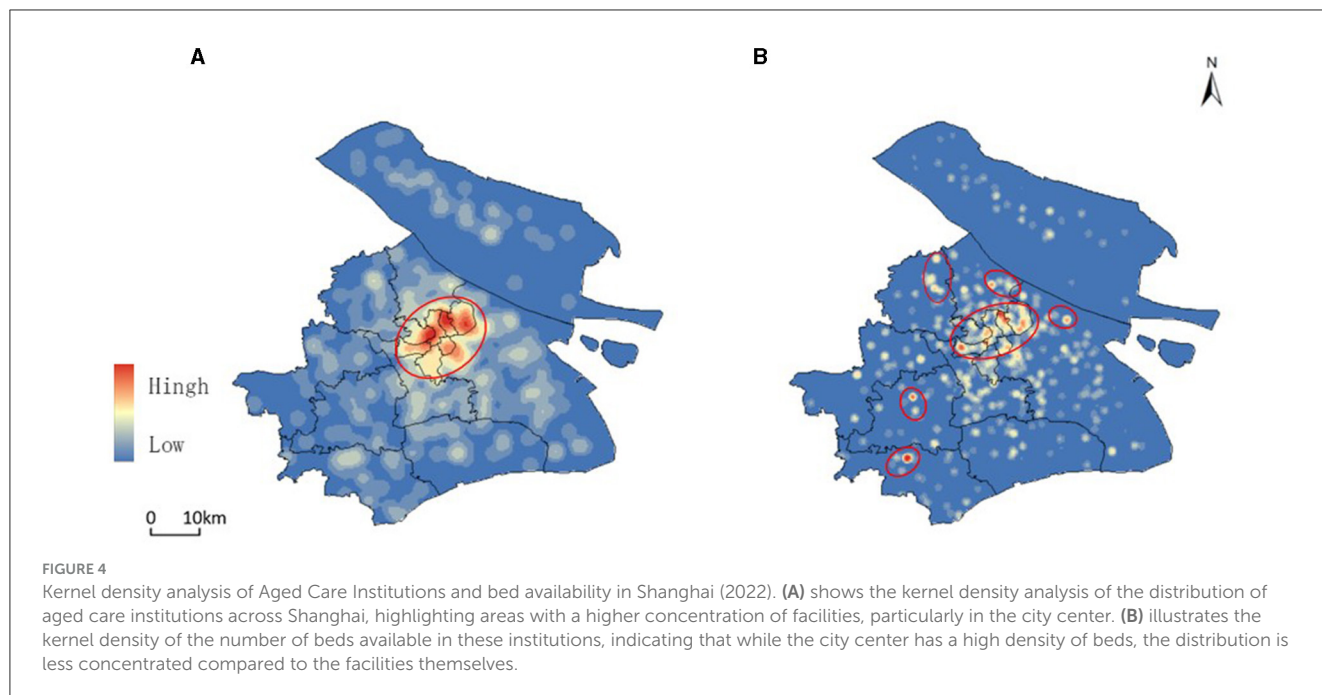 A
B
N
Hingh
Low
0 10km
FIGURE 4
Kernel density analysis of Aged Care Institutions and bed availability in Shanghai (2022). (A) shows the kernel density analysis of the distribution of
aged care institutions across Shanghai, highlighting areas with a higher concentration of facilities, particularly in the city center. (B) illustrates the
kernel density of the number of beds available in these institutions, indicating that while the city center has a high density of beds, the distribution is
less concentrated compared to the facilities themselves.